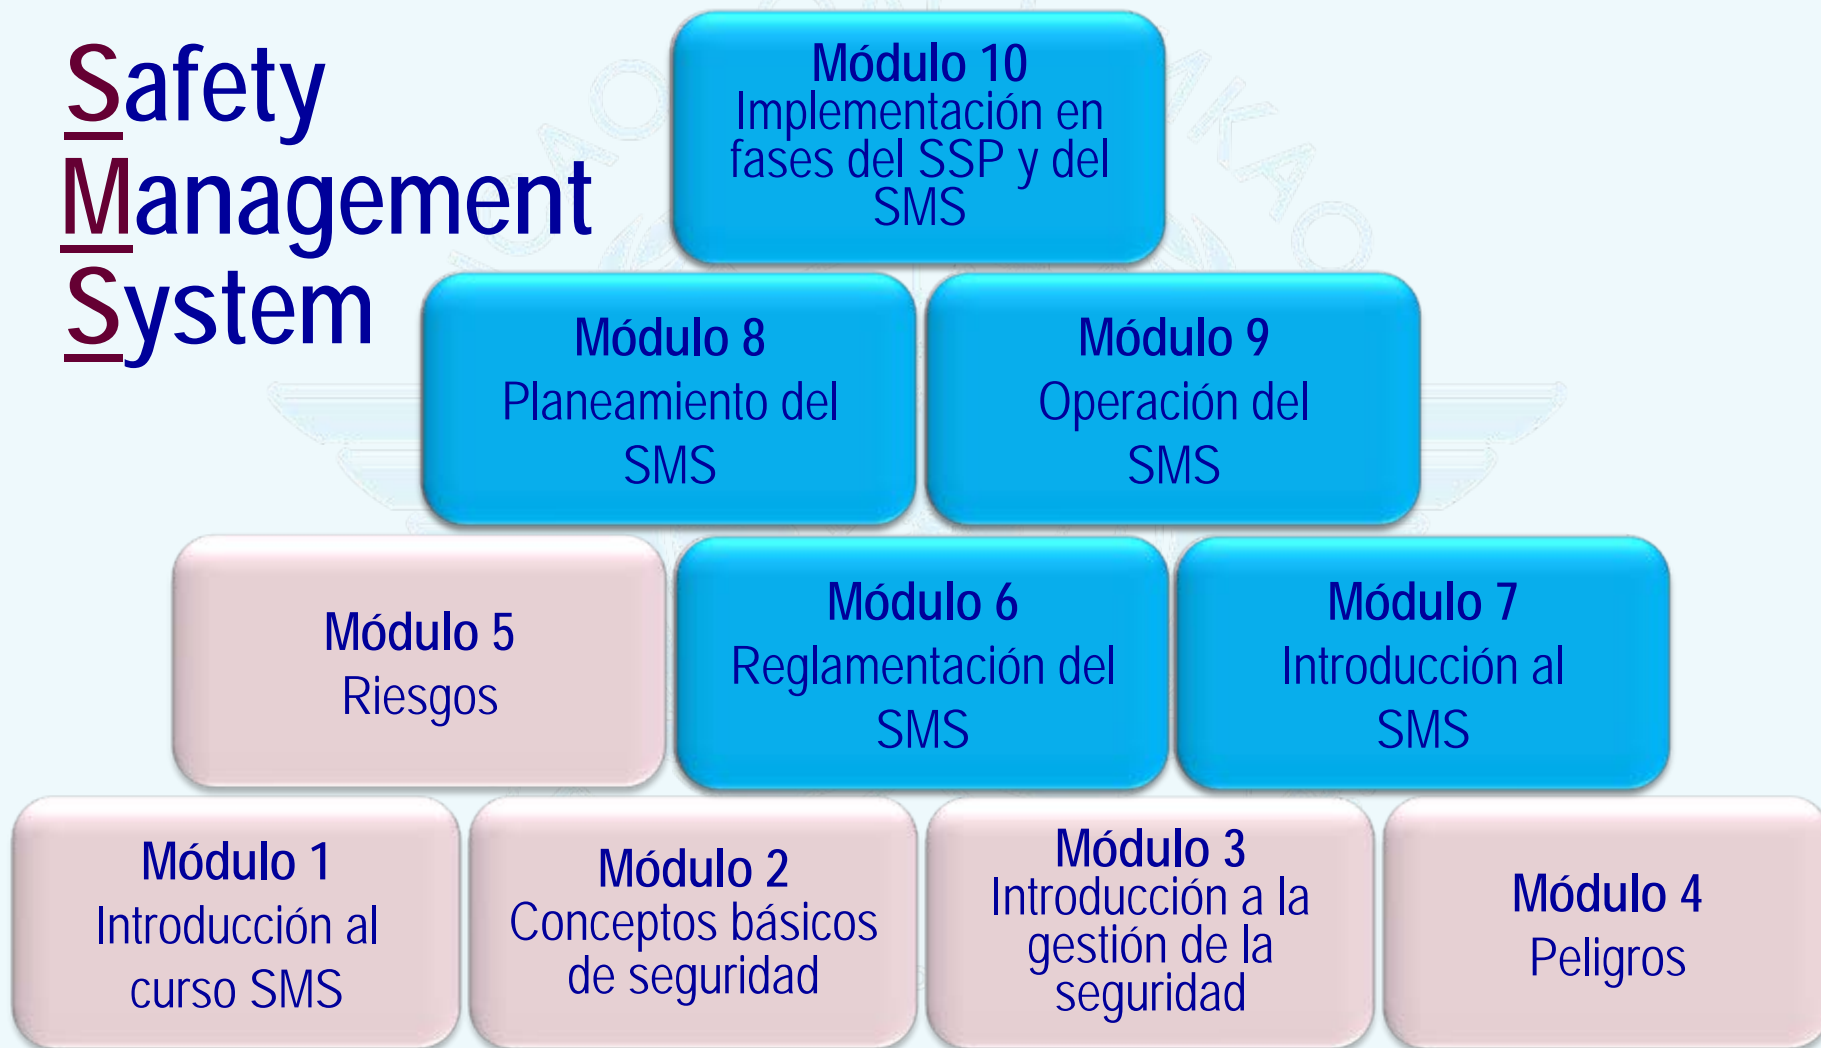 Safety
Management
System
Módulo 10
Implementación en
fases del SSP y del
SMS
Módulo 8
Planeamiento del
SMS
Módulo 9
Operación del
SMS
Módulo 5
Riesgos
Módulo 6
Reglamentación del
SMS
Módulo 7
Introducción al
SMS
Módulo 1
Introducción al
curso SMS
Módulo 2
Conceptos básicos
de seguridad
Módulo 3
Introducción a la
gestión de la
seguridad
Módulo 4
Peligros